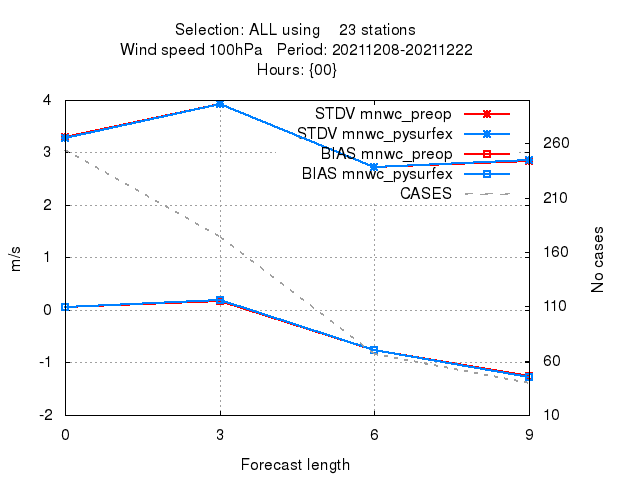 Selection: ALL using    23 stations
Wind speed 100hPa   Period: 20211208-20211222
Hours: {00}
STDV mnwc_preop
STDV mnwc_pysurfex
BIAS mnwc_preop
BIAS mnwc_pysurfex
CASES
4
3
2
1
0
-1
-2
260
210
160
110
60
10
m/s
No cases
0 3 6 9
Forecast length